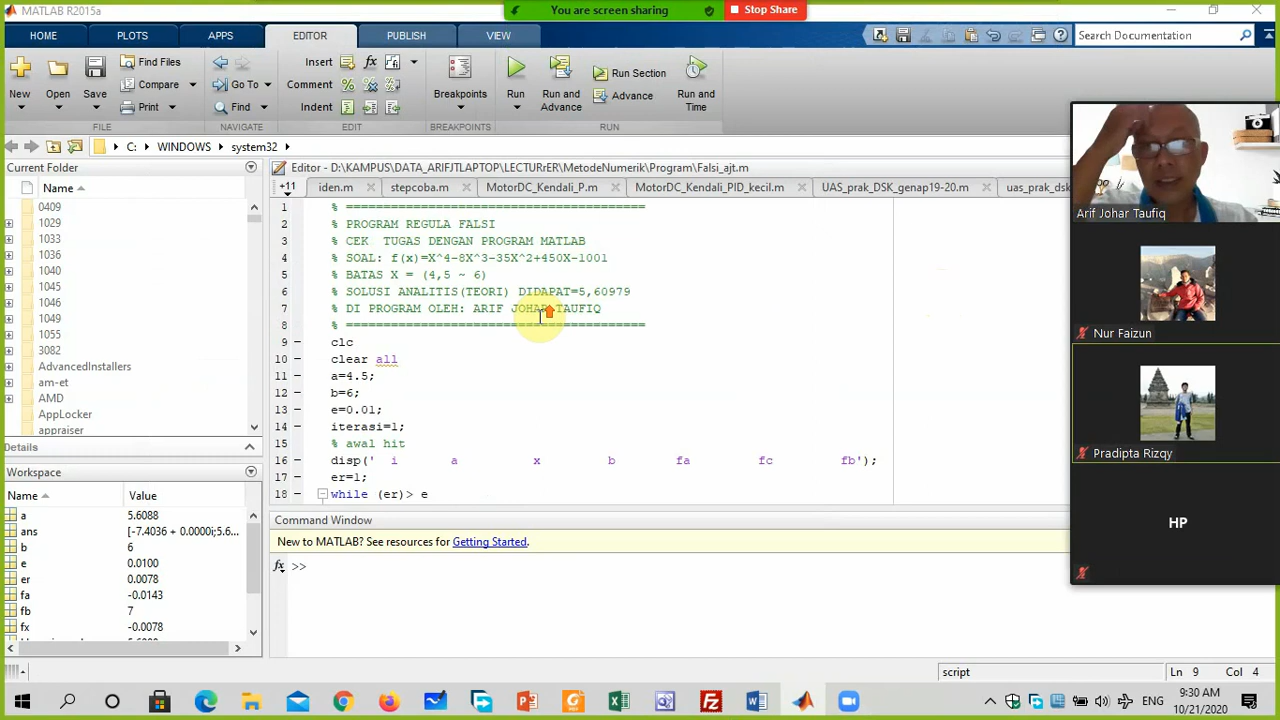 MATLAB R2015a
You are screen sharing
Stop Share
HOME PLOTS APPS EDITOR PUBLISH VIEW
Search Documentation
New Open Save Find Files Compare Print
Go To Find
Insert fx Comment Indent
Breakpoints
Run Run and Advance Run Section Advance Run and Time
FILE NAVIGATE EDIT BREAKPOINTS RUN
C: WINDOWS system32
Current Folder
Name
0409
1029
1033
1036
1040
1045
1046
1049
1055
3082
AdvancedInstallers
am-et
AMD
AppLocker
appraiser
Details
Workspace
Name Value
a 5.6088
ans [-7.4036 + 0.0000i;5.6...
b 6
e 0.0100
er 0.0078
fa -0.0143
fb 7
fx -0.0078
Editor - D:\KAMPUS\DATA_ARIFJTLAPTOP\LECTURrER\MetodeNumerik\Program\Falsi_ajt.m
+11 iden.m stepcoba.m MotorDC_Kendali_P.m MotorDC_Kendali_PID_kecil.m UAS_prak_DSK_genap19-20.m uas_prak_dsk
1 % =======================================
2 % PROGRAM REGULA FALSI
3 % CEK TUGAS DENGAN PROGRAM MATLAB
4 % SOAL: f(x)=X^4-8X^3-35X^2+450X-1001
5 % BATAS X = (4,5 ~ 6)
6 % SOLUSI ANALITIS(TEORI) DIDAPAT=5,60979
7 % DI PROGRAM OLEH: ARIF JOHAR TAUFIQ
8 % =======================================
9 - clc
10 - clear all
11 - a=4.5;
12 - b=6;
13 - e=0.01;
14 - iterasi=1;
15 % awal hit
16 - disp(' i a x b fa fc fb');
17 - er=1;
18 - while (er)> e
Command Window
New to MATLAB? See resources for Getting Started.
fx >>
script Ln 9 Col 4
Arif Johar Taufiq
Nur Faizun
Pradipta Rizqy
HP
ENG
9:30 AM
10/21/2020